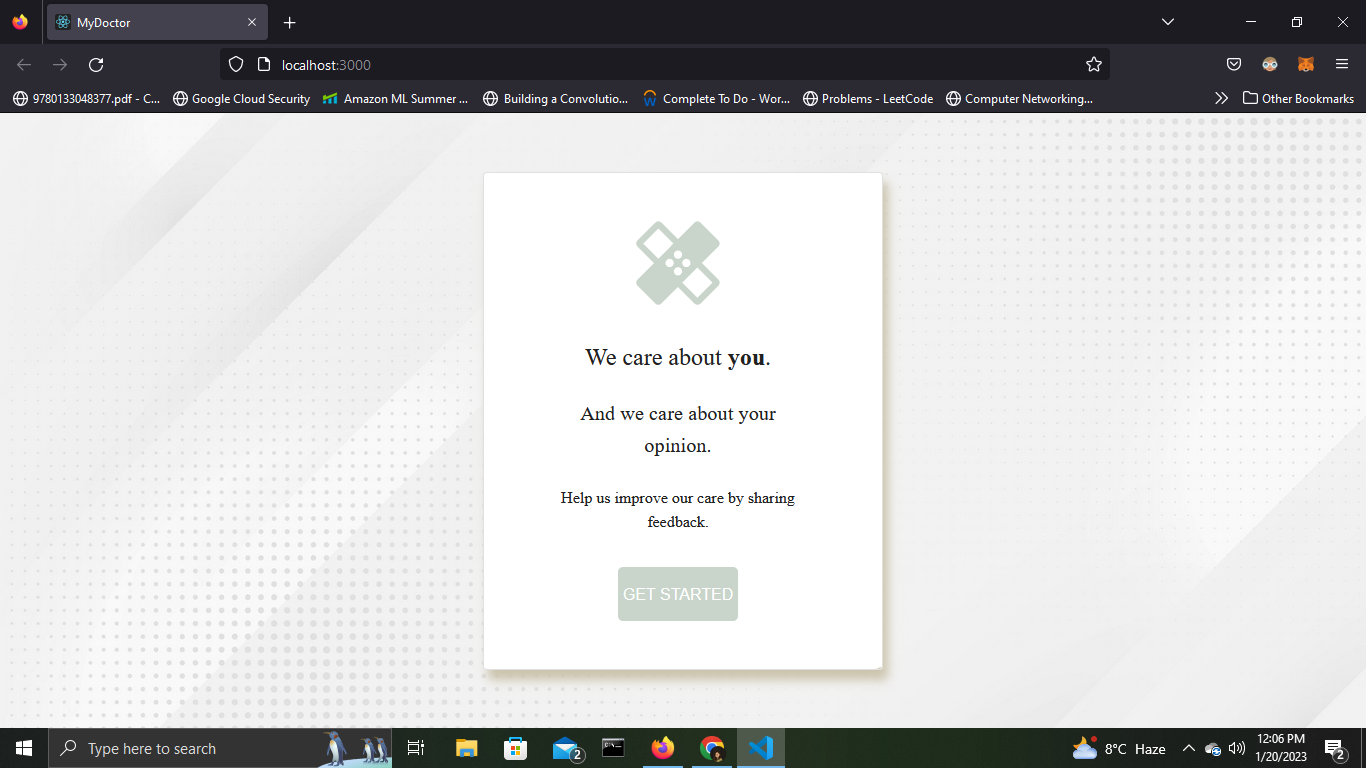 MyDoctor
localhost:3000
9780133048377.pdf - C...
Google Cloud Security
Amazon ML Summer ...
Building a Convolutio...
Complete To Do - Wor...
Problems - LeetCode
Computer Networking...
Other Bookmarks
We care about you.
And we care about your
opinion.
Help us improve our care by sharing
feedback.
GET STARTED
Type here to search
2
8°C Haze
12:06 PM
1/20/2023
2